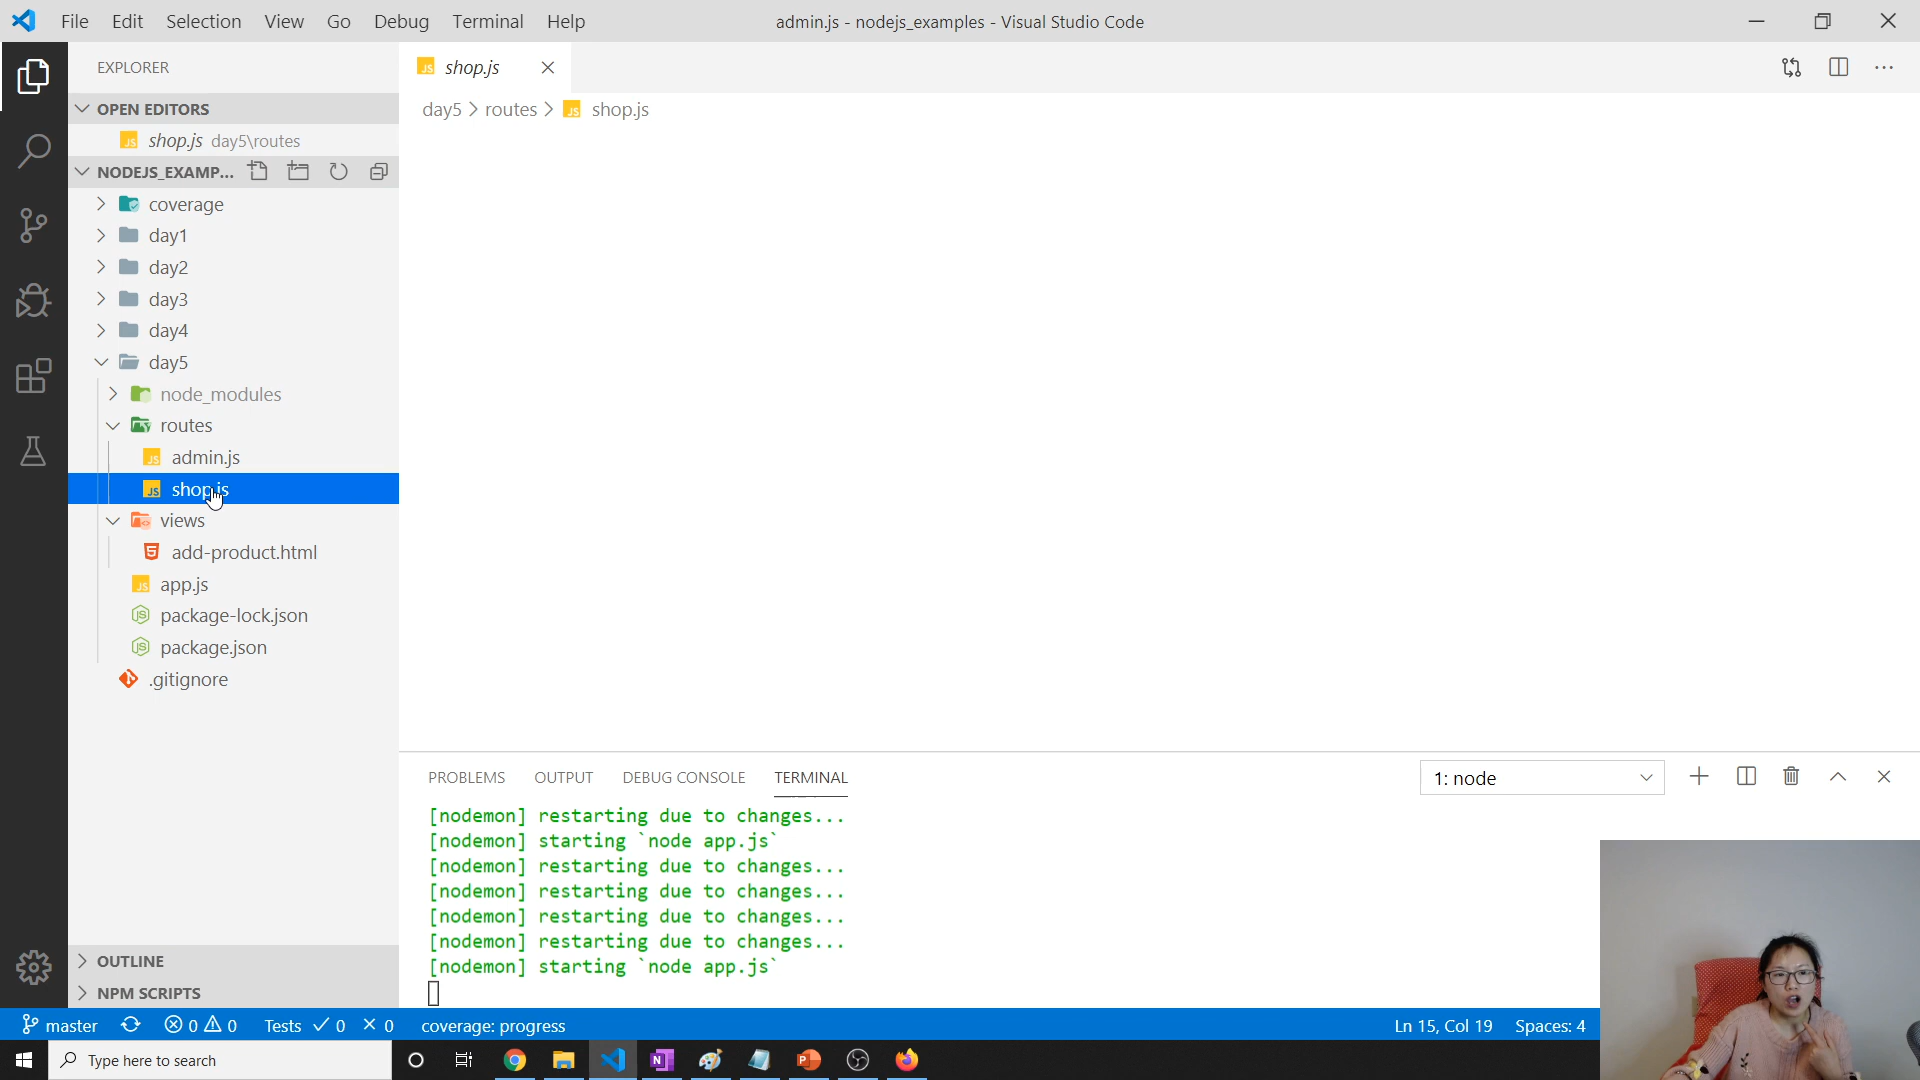 File Edit Selection View Go Debug Terminal Help
admin.js - nodejs_examples - Visual Studio Code
EXPLORER
OPEN EDITORS
shop.js day5\routes
NODEJS_EXAMP...
coverage
day1
day2
day3
day4
day5
node_modules
routes
admin.js
shop.js
views
add-product.html
app.js
package-lock.json
package.json
.gitignore
OUTLINE
NPM SCRIPTS
shop.js
day5 > routes > JS shop.js
PROBLEMS OUTPUT DEBUG CONSOLE TERMINAL
1: node
[nodemon] restarting due to changes...
[nodemon] starting `node app.js`
[nodemon] restarting due to changes...
[nodemon] restarting due to changes...
[nodemon] restarting due to changes...
[nodemon] restarting due to changes...
[nodemon] starting `node app.js`
master 0 0 Tests 0 0 coverage: progress
Ln 15, Col 19 Spaces: 4
Type here to search